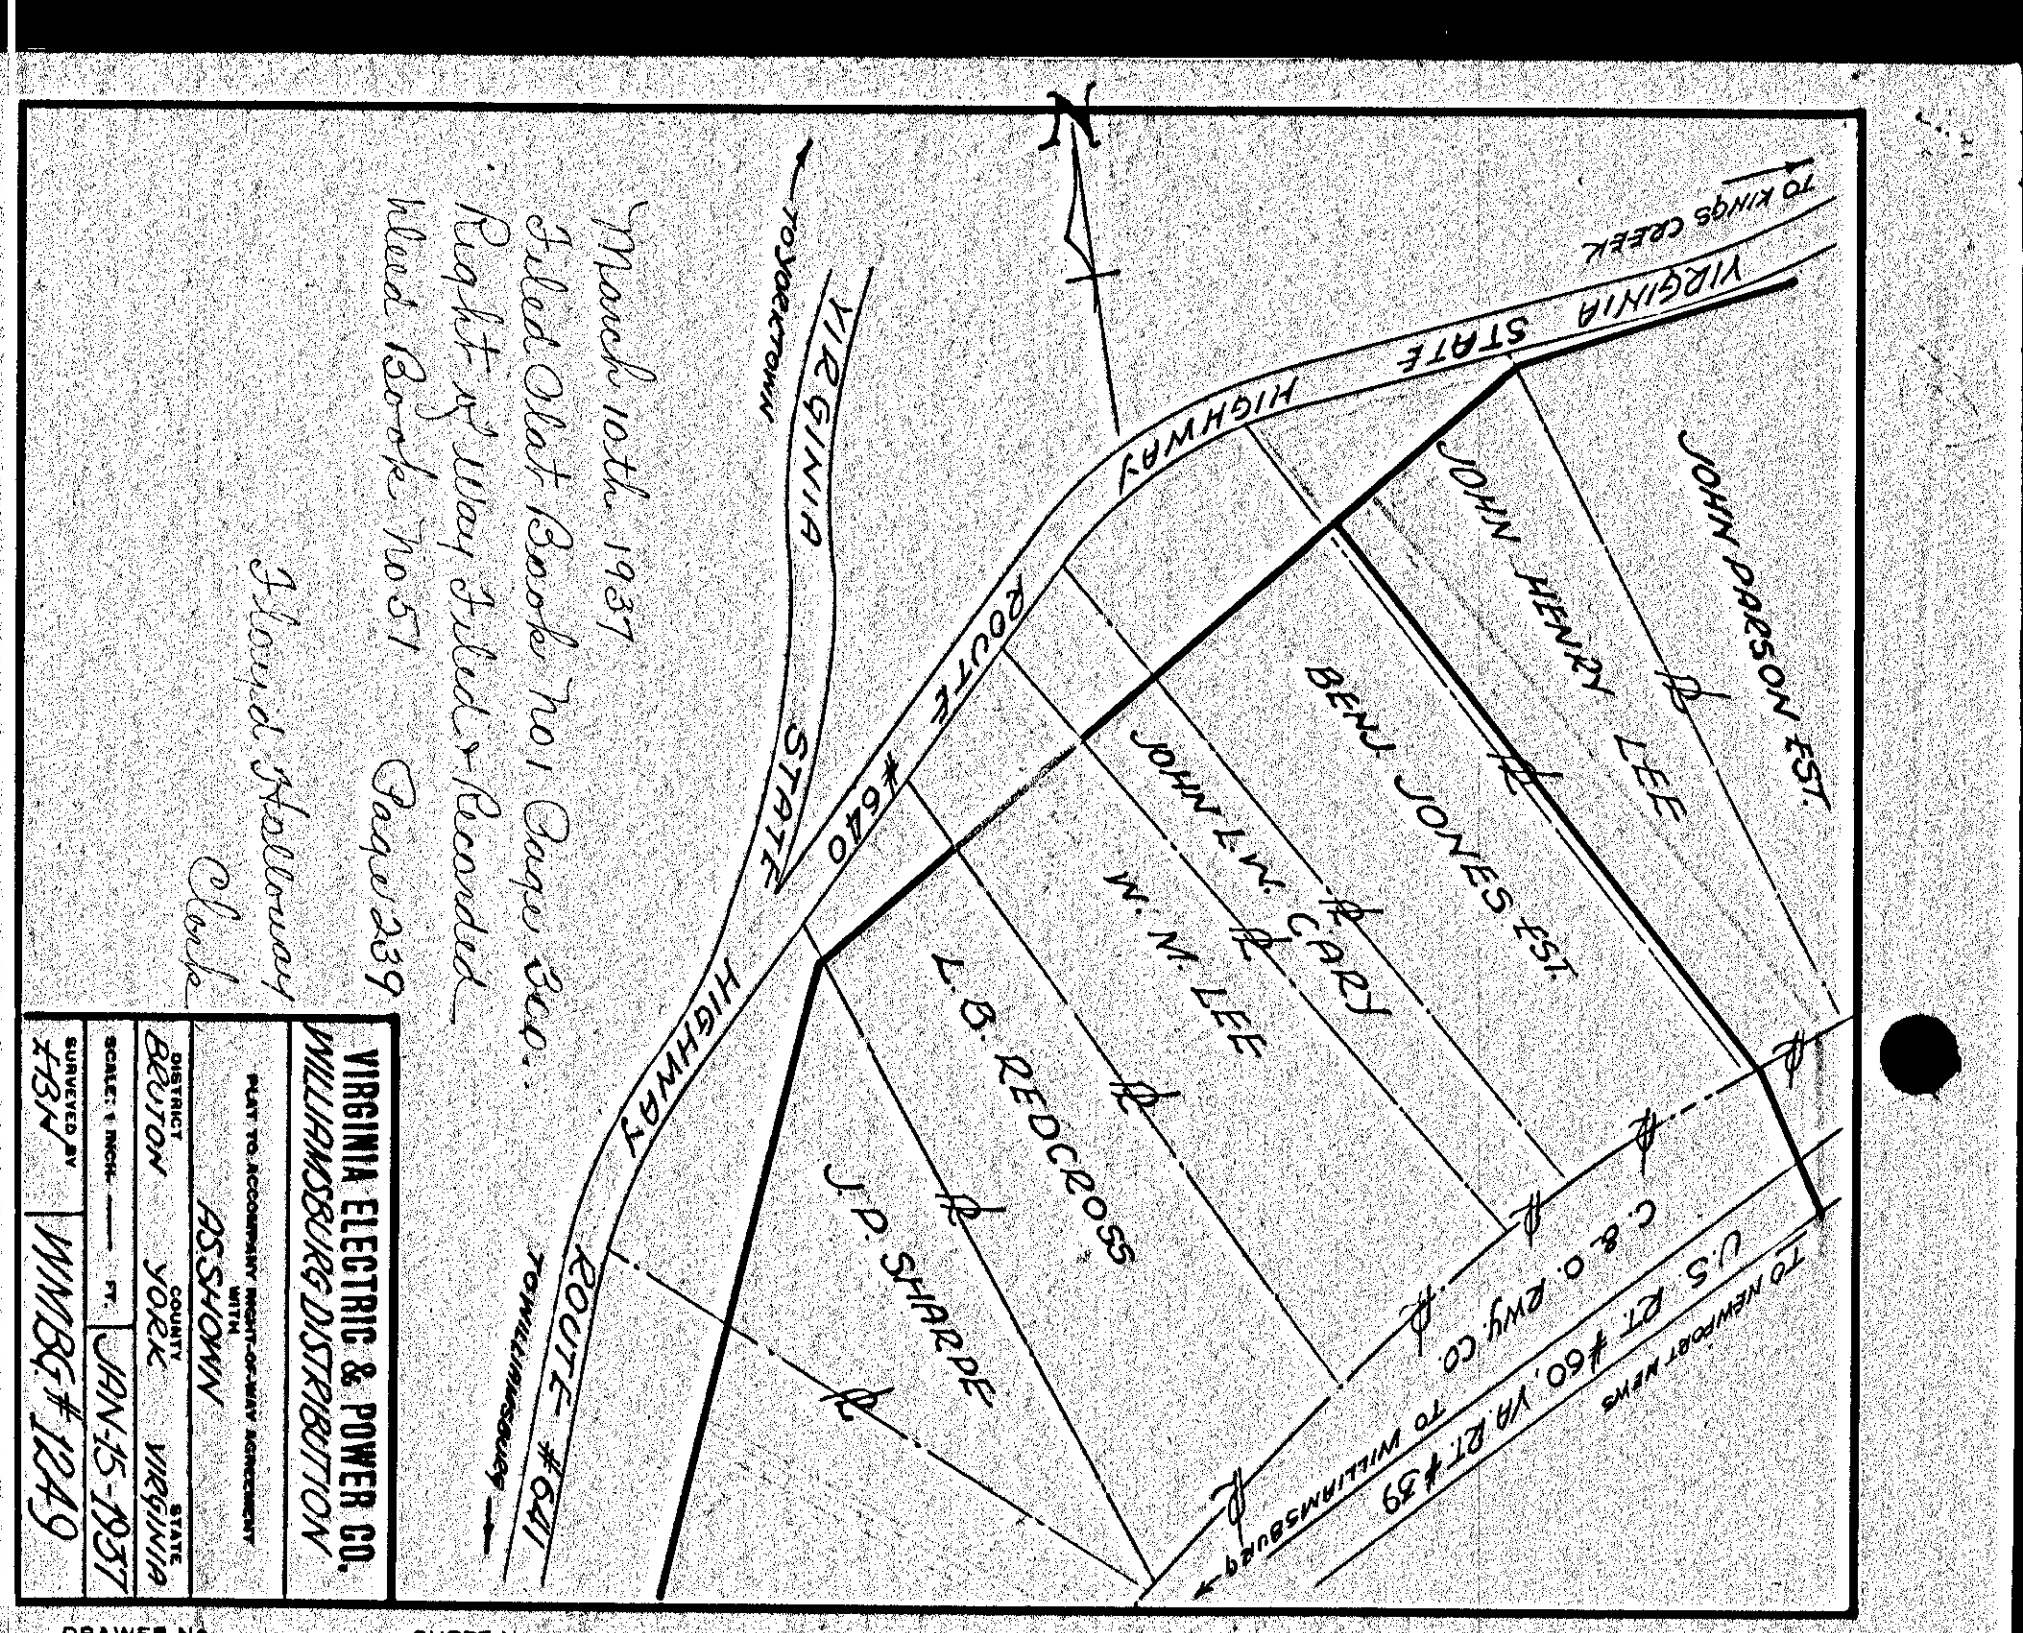 TO KINGS CREEK
VIRGINIA STATE HIGHWAY ROUTE #640
N
← TO YORKTOWN
VIRGINIA STATE HIGHWAY ROUTE #641
TO WILLIAMSBURG →
JOHN PARSON EST.
JOHN HENRY LEE
BENJ. JONES EST.
JOHN L.W. CARY
W. M. LEE
L. B. REDCROSS
J. P. SHARPE
C. & O. RWY. CO.
U.S. RT. #60, VA. RT. #39
TO NEWPORT NEWS
TO WILLIAMSBURG →
March 10th 1937
Filed Plat Book No 1 Page
Right of Way Filed & Recorded
Deed Book No 51 Page 239
Floyd Holloway
Clerk
VIRGINIA ELECTRIC & POWER CO.
WILLIAMSBURG DISTRIBUTION
PLAT TO ACCOMPANY RIGHT-OF-WAY AGREEMENT
WITH
AS SHOWN
DISTRICT COUNTY STATE
BRUTON YORK VIRGINIA
SCALE: 1 INCH FT. JAN-15-1937
SURVEYED BY
HBW WMBG# 12A9